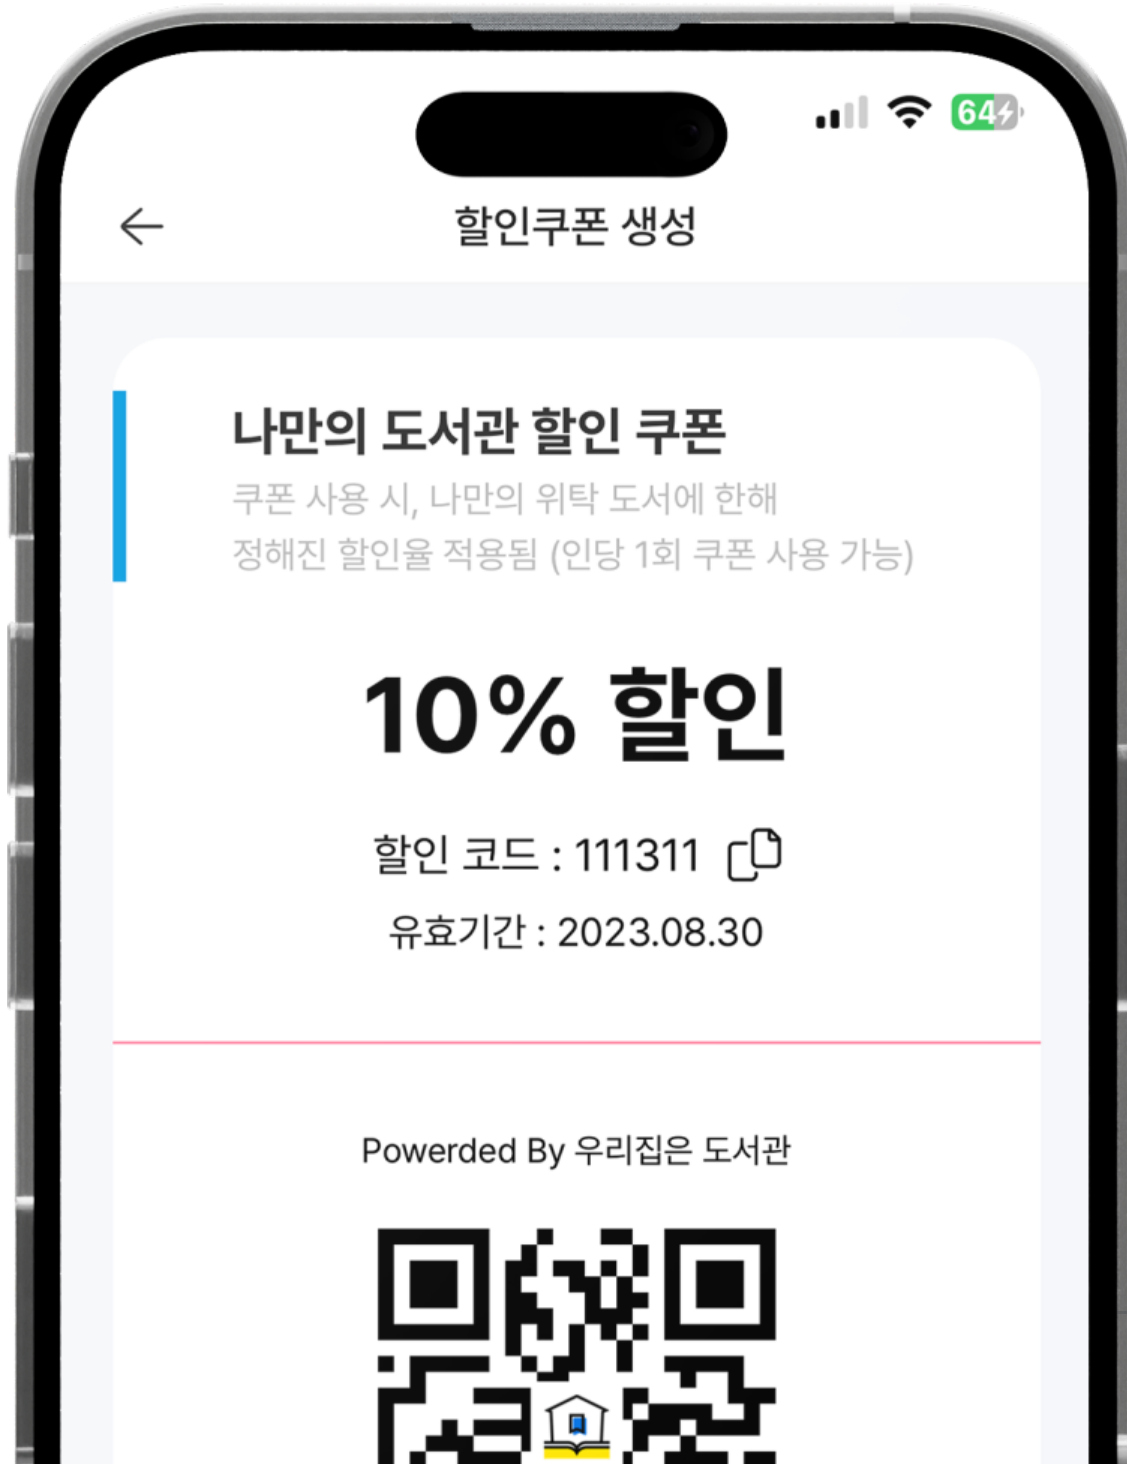 64
할인쿠폰 생성
나만의 도서관 할인 쿠폰
쿠폰 사용 시, 나만의 위탁 도서에 한해
정해진 할인율 적용됨 (인당 1회 쿠폰 사용 가능)
10% 할인
할인 코드 : 111311
유효기간 : 2023.08.30
Powerded By 우리집은 도서관